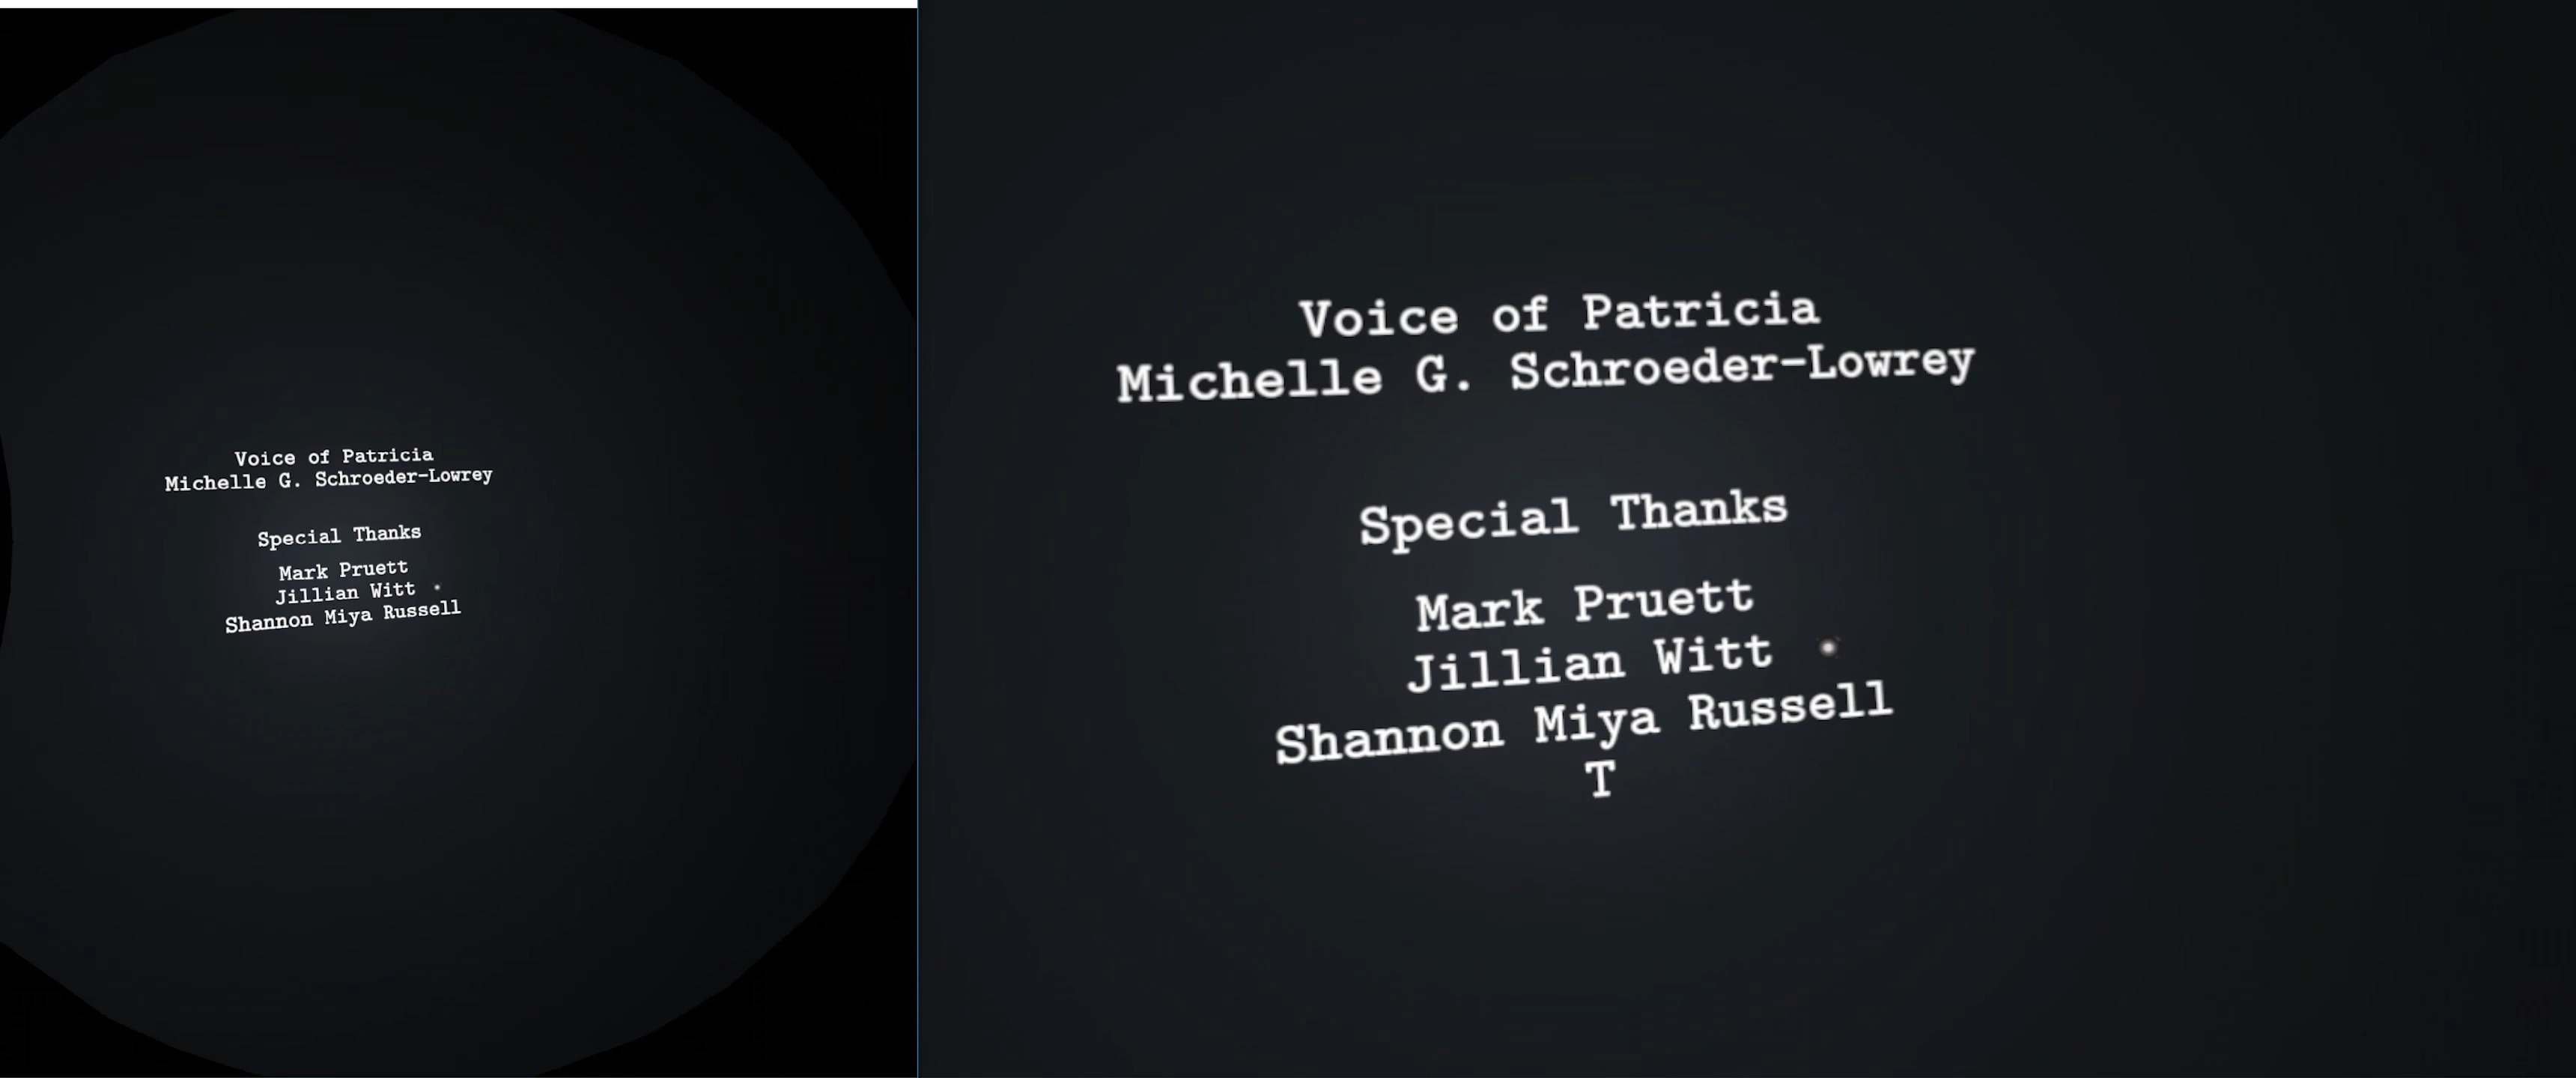 Voice of Patricia
Michelle G. Schroeder-Lowrey
Special Thanks
Mark Pruett
Jillian Witt
Shannon Miya Russell
Voice of Patricia
Michelle G. Schroeder-Lowrey
Special Thanks
Mark Pruett
Jillian Witt
Shannon Miya Russell
T